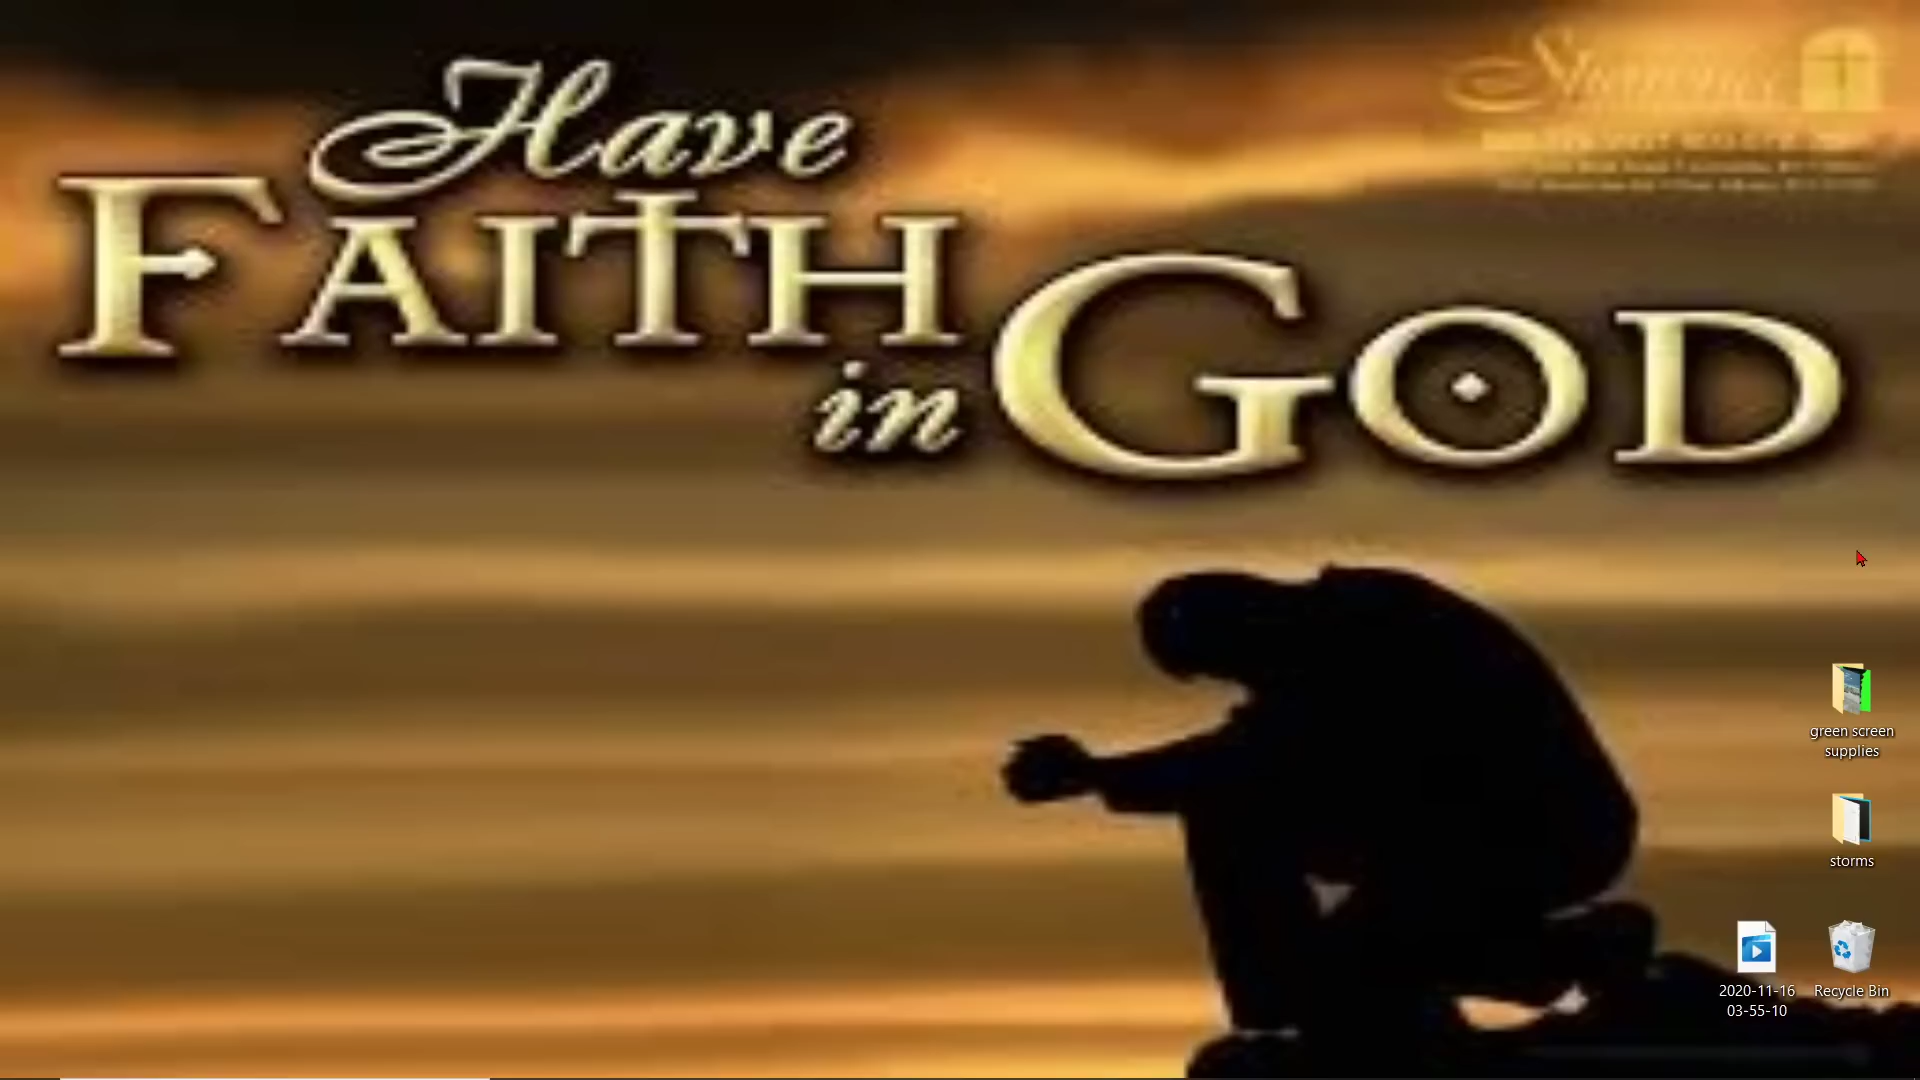 Have
FAITH
in GOD
green screen
supplies
storms
2020-11-16
03-55-10
Recycle Bin